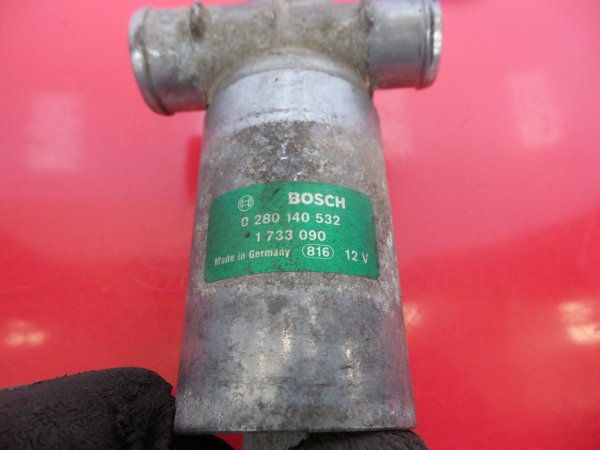 BOSCH
0 280 140 532
1 733 090
Made in Germany 816 12 V